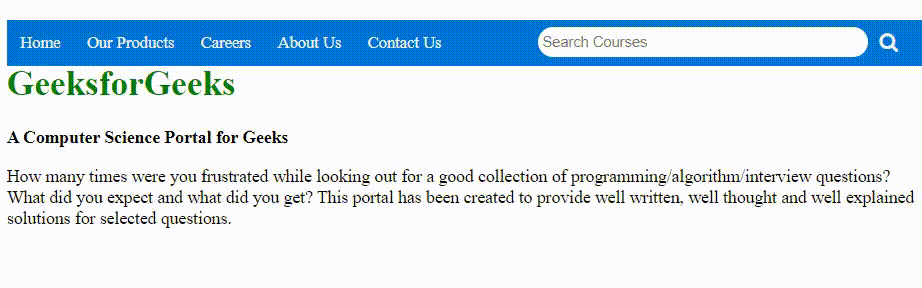 Home Our Products Careers About Us Contact Us Search Courses
GeeksforGeeks
A Computer Science Portal for Geeks
How many times were you frustrated while looking out for a good collection of programming/algorithm/interview questions?
What did you expect and what did you get? This portal has been created to provide well written, well thought and well explained
solutions for selected questions.